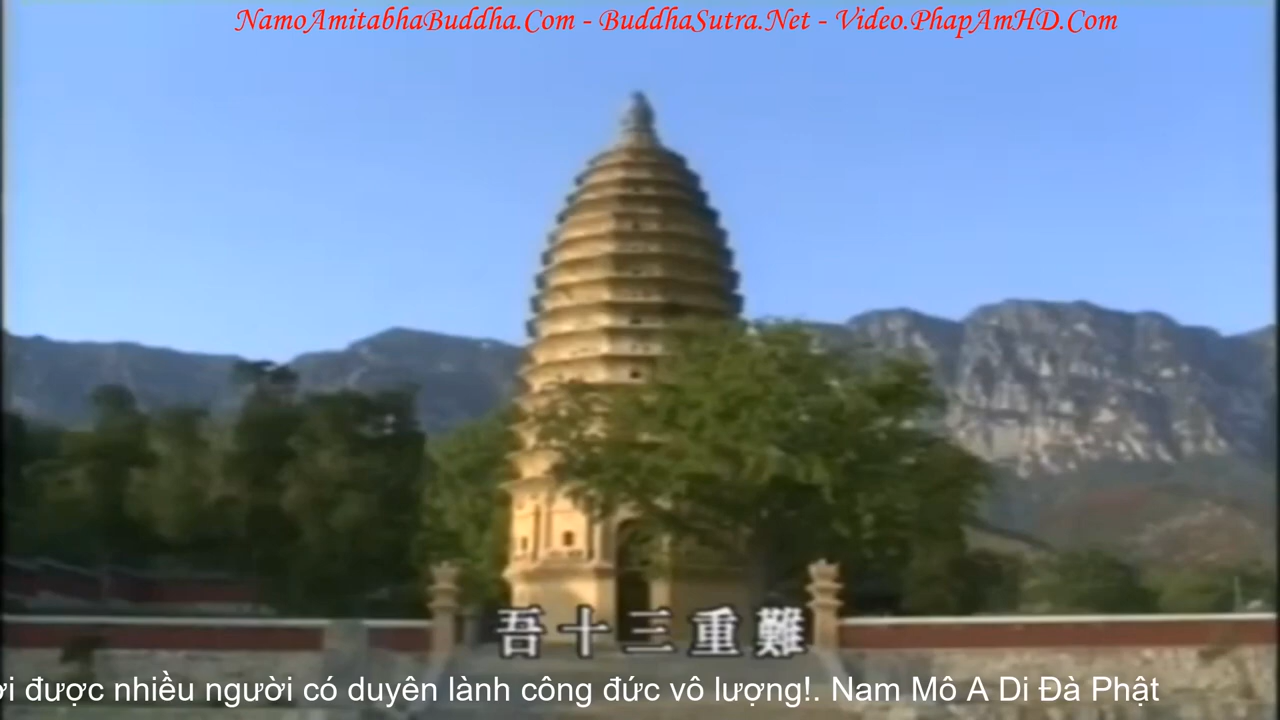 NamoAmitabhaBuddha.Com - BuddhaSutra.Net - Video.PhapAmHD.Com
吾十三重難
được nhiều người có duyên lành công đức vô lượng!. Nam Mô A Di Đà Phật